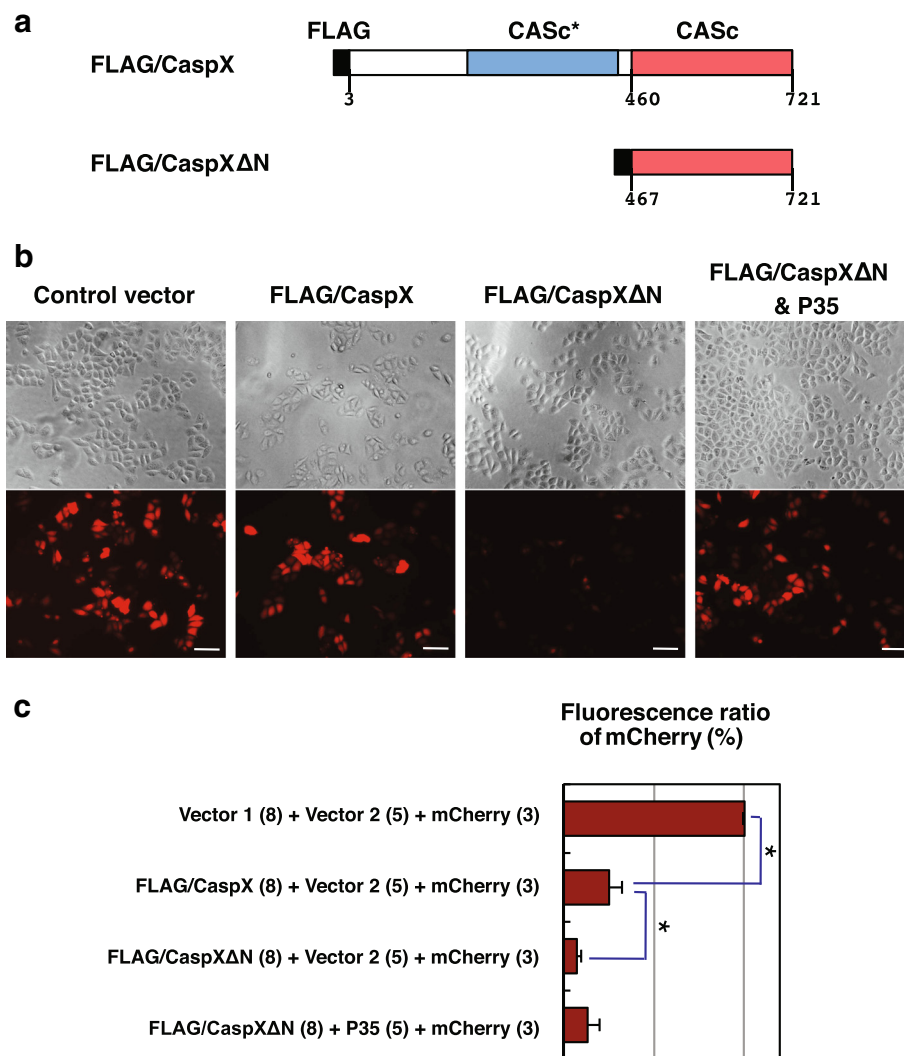 a
FLAG CASc* CASc
FLAG/CaspX
3 460 721
FLAG/CaspXΔN
467 721
b
Control vector
FLAG/CaspX
FLAG/CaspXΔN
FLAG/CaspXΔN
& P35
c
Fluorescence ratio
of mCherry (%)
Vector 1 (8) + Vector 2 (5) + mCherry (3)
*
FLAG/CaspX (8) + Vector 2 (5) + mCherry (3)
*
FLAG/CaspXΔN (8) + Vector 2 (5) + mCherry (3)
FLAG/CaspXΔN (8) + P35 (5) + mCherry (3)